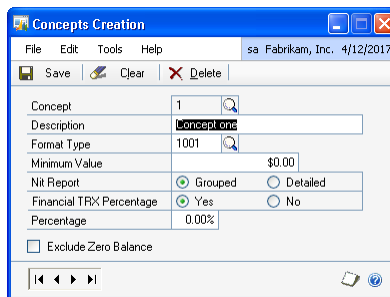 Concepts Creation
File Edit Tools Help sa Fabrikam, Inc. 4/12/2017
Save Clear Delete
Concept 1
Description Concept one
Format Type 1001
Minimum Value $0.00
Nit Report Grouped Detailed
Financial TRX Percentage Yes No
Percentage 0.00%
Exclude Zero Balance